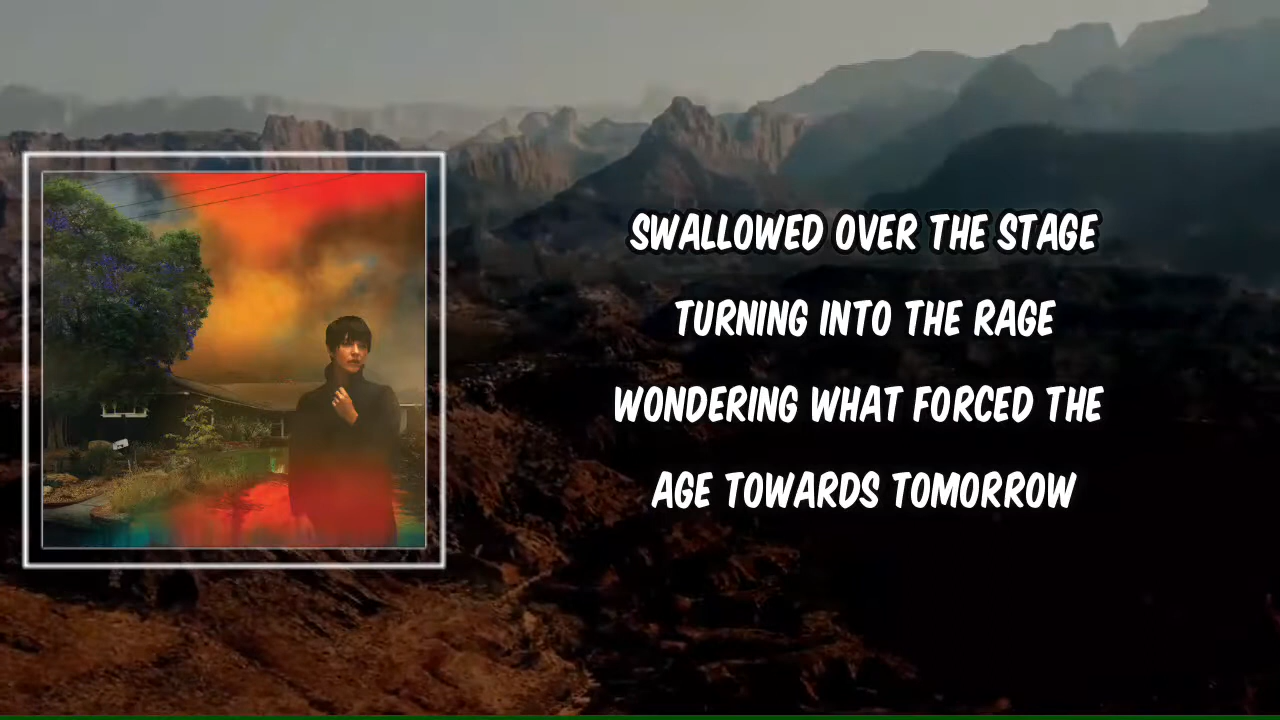 SWALLOWED OVER THE STAGE
TURNING INTO THE RAGE
WONDERING WHAT FORCED THE
AGE TOWARDS TOMORROW